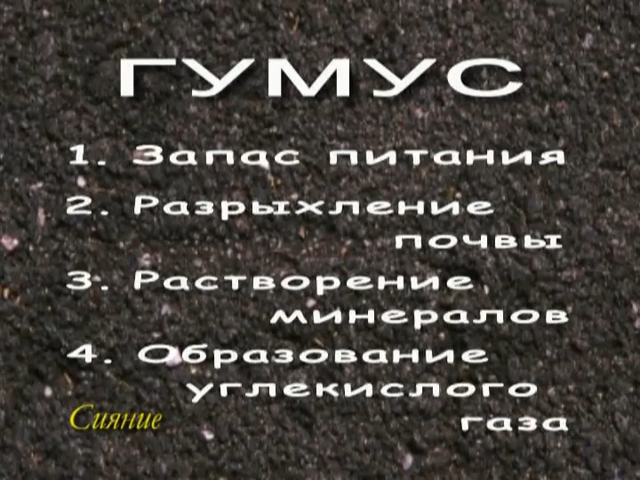 ГУМУС
1. Запас питания
2. Разрыхление
почвы
3. Растворение
минералов
4. Образование
углекислого
газа
Сияние